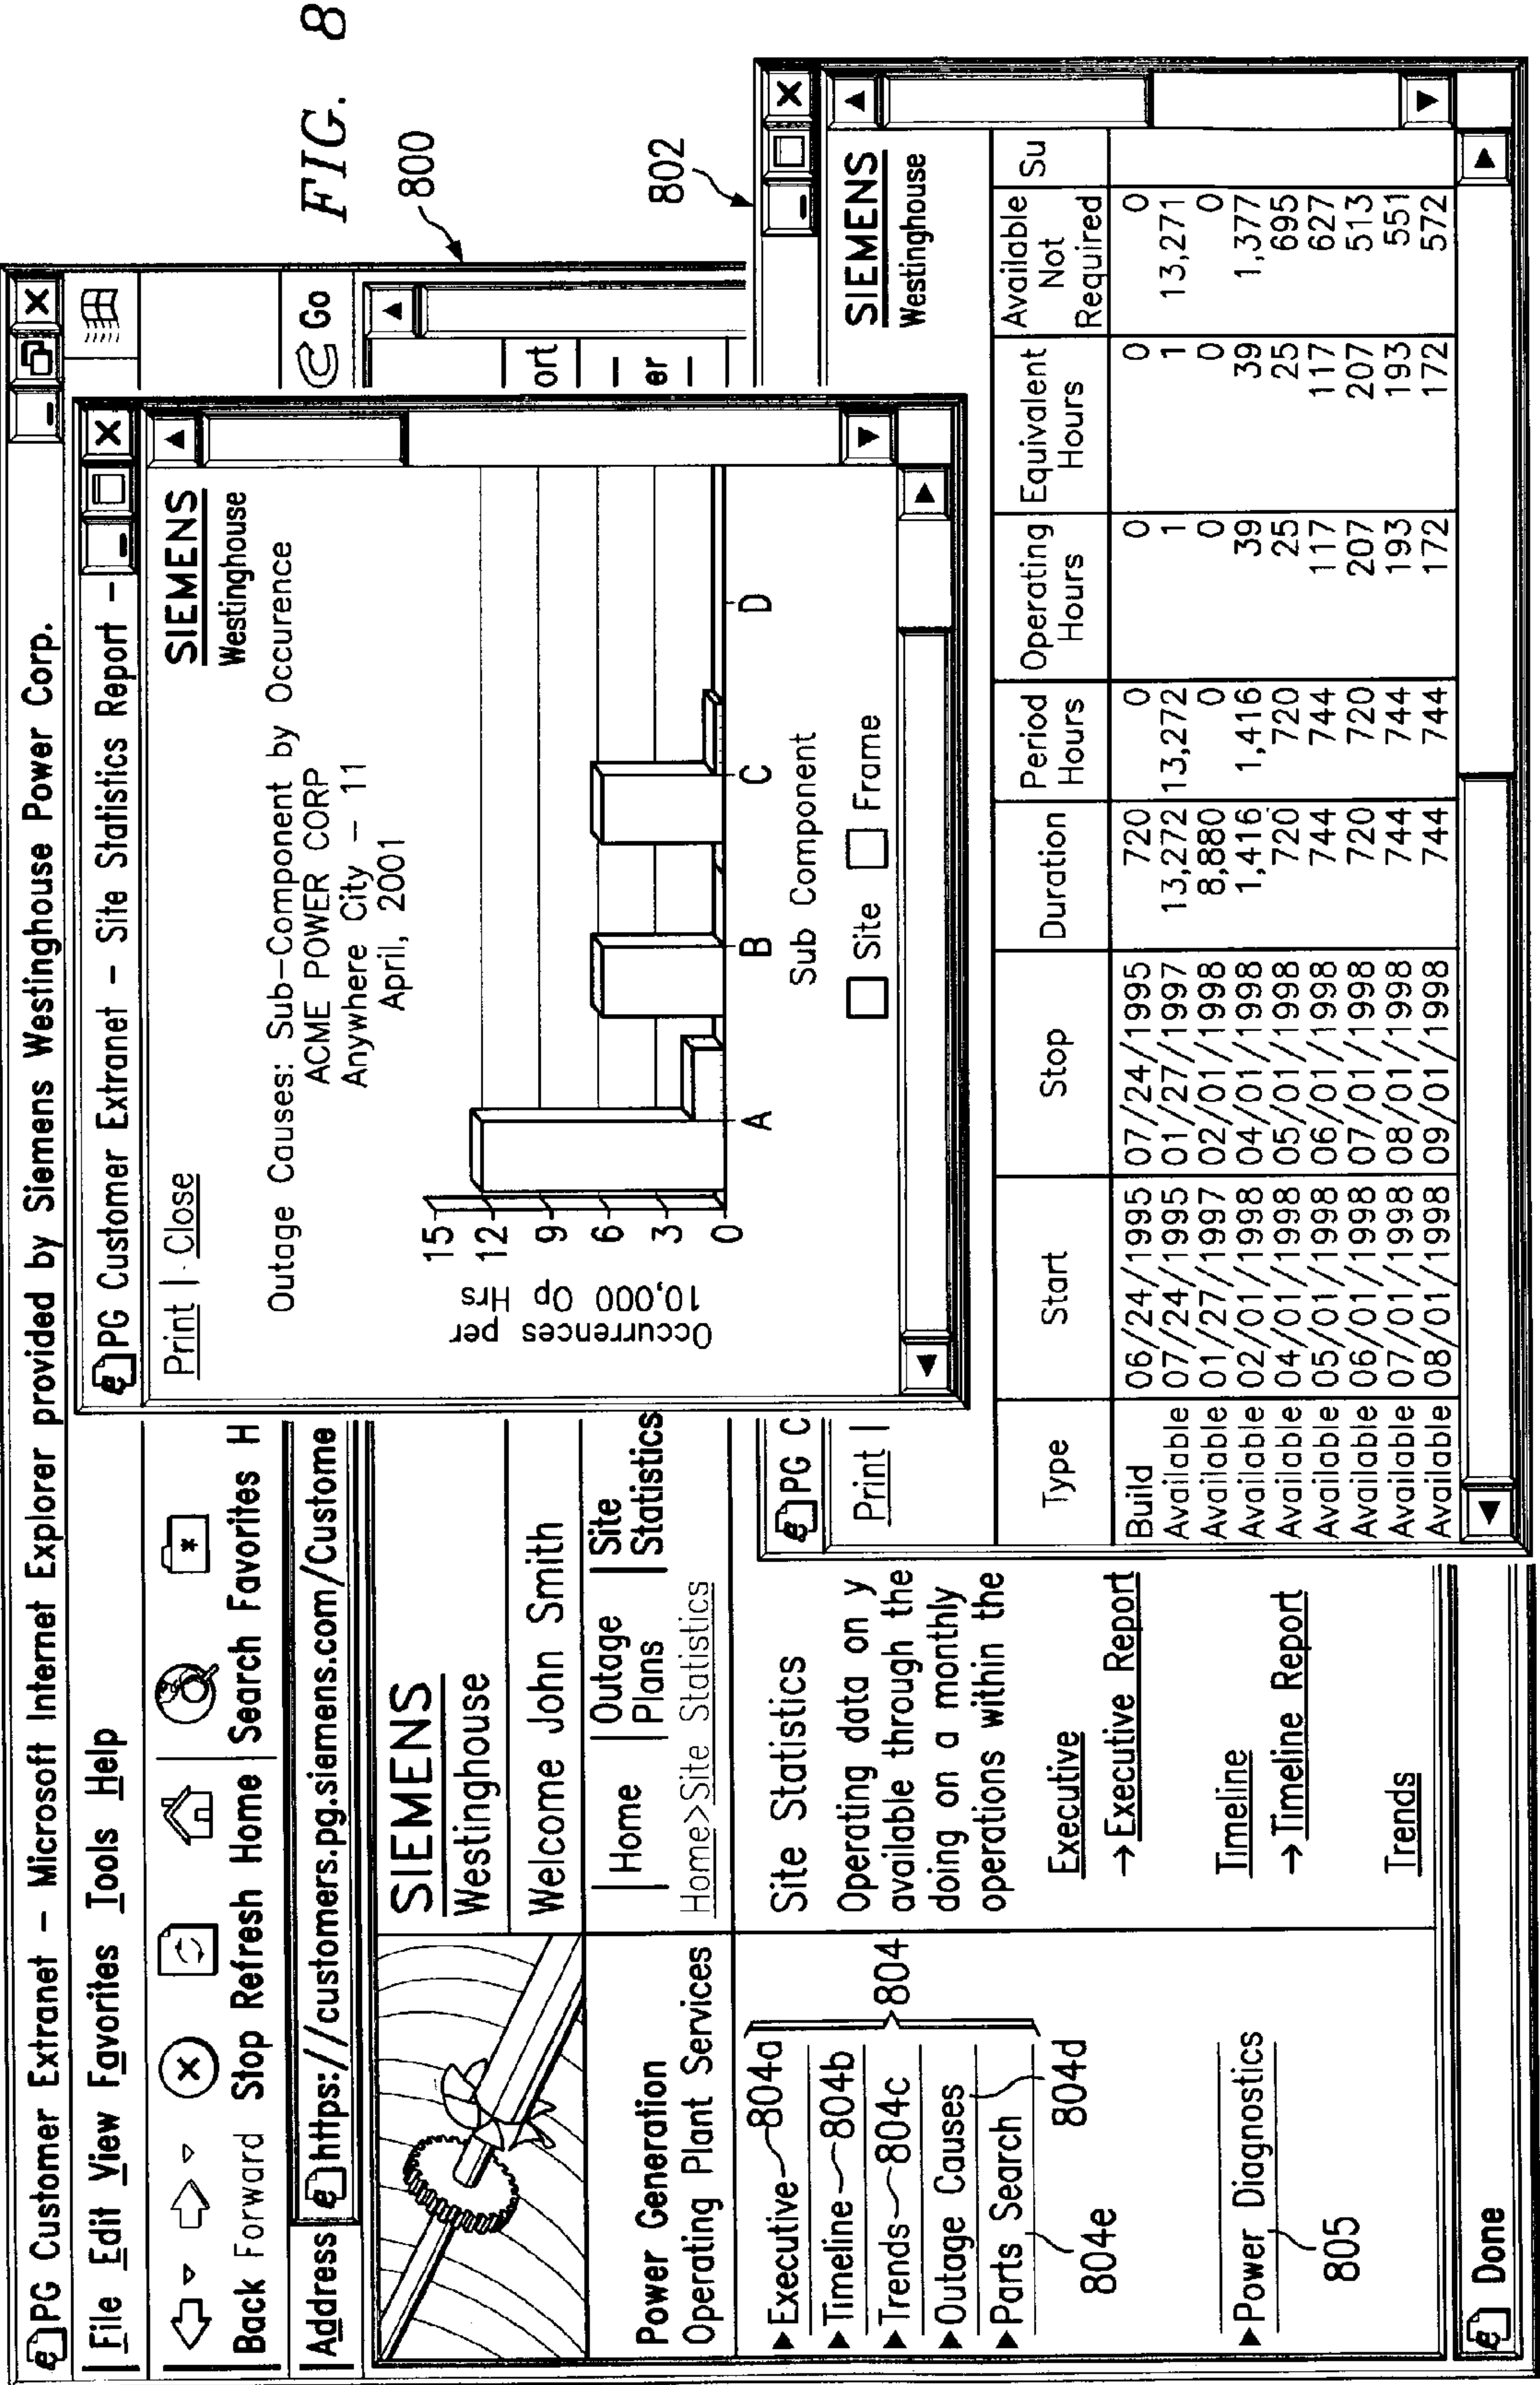 FIG. 8
800
802
PG Customer Extranet - Microsoft Internet Explorer provided by Siemens Westinghouse Power Corp.
File Edit View Favorites Tools Help
Back Forward Stop Refresh Home Search Favorites H
Address https://customers.pg.siemens.com/Custome
Go
SIEMENS
Westinghouse
Welcome John Smith
Home | Outage Plans | Site Statistics
ort
er
Home>Site Statistics
Power Generation
Operating Plant Services
Executive 804a
Timeline 804b
Trends 804c
Outage Causes 804d
Parts Search 804e
804
Power Diagnostics
805
Site Statistics
Operating data on y
available through the
doing on a monthly
operations within the
Executive
→Executive Report
Timeline
→Timeline Report
Trends
Done
PG Customer Extranet - Site Statistics Report -
Print | Close
SIEMENS
Westinghouse
Outage Causes: Sub-Component by Occurence
ACME POWER CORP
Anywhere City - 11
April, 2001
Occurrences per
10,000 Op Hrs
15
12
9
6
3
0
A B C D
Sub Component
Site Frame
PG C
Print |
SIEMENS
Westinghouse
Type Start Stop Duration Period Hours Operating Hours Equivalent Hours Available Not Required Su
Build 06/24/1995 07/24/1995 720 0 0 0 0
Available 07/24/1995 01/27/1997 13,272 13,272 1 1 13,271
Available 01/27/1997 02/01/1998 8,880 0 0 0 0
Available 02/01/1998 04/01/1998 1,416 1,416 39 39 1,377
Available 04/01/1998 05/01/1998 720 720 25 25 695
Available 05/01/1998 06/01/1998 744 744 117 117 627
Available 06/01/1998 07/01/1998 720 720 207 207 513
Available 07/01/1998 08/01/1998 744 744 193 193 551
Available 08/01/1998 09/01/1998 744 744 172 172 572